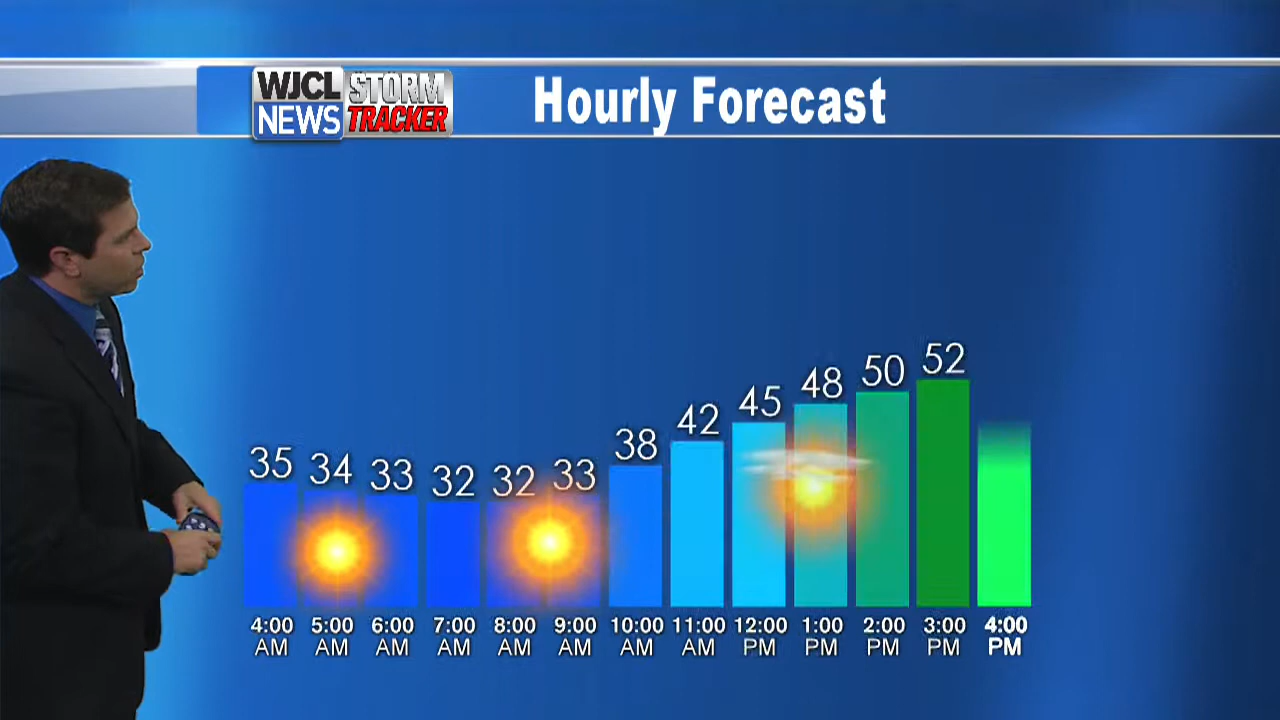 WJCL STORM
NEWS TRACKER
Hourly Forecast
35 34 33 32 32 33 38 42 45 48 50 52
4:00 5:00 6:00 7:00 8:00 9:00 10:00 11:00 12:00 1:00 2:00 3:00 4:00
AM AM AM AM AM AM AM AM PM PM PM PM PM